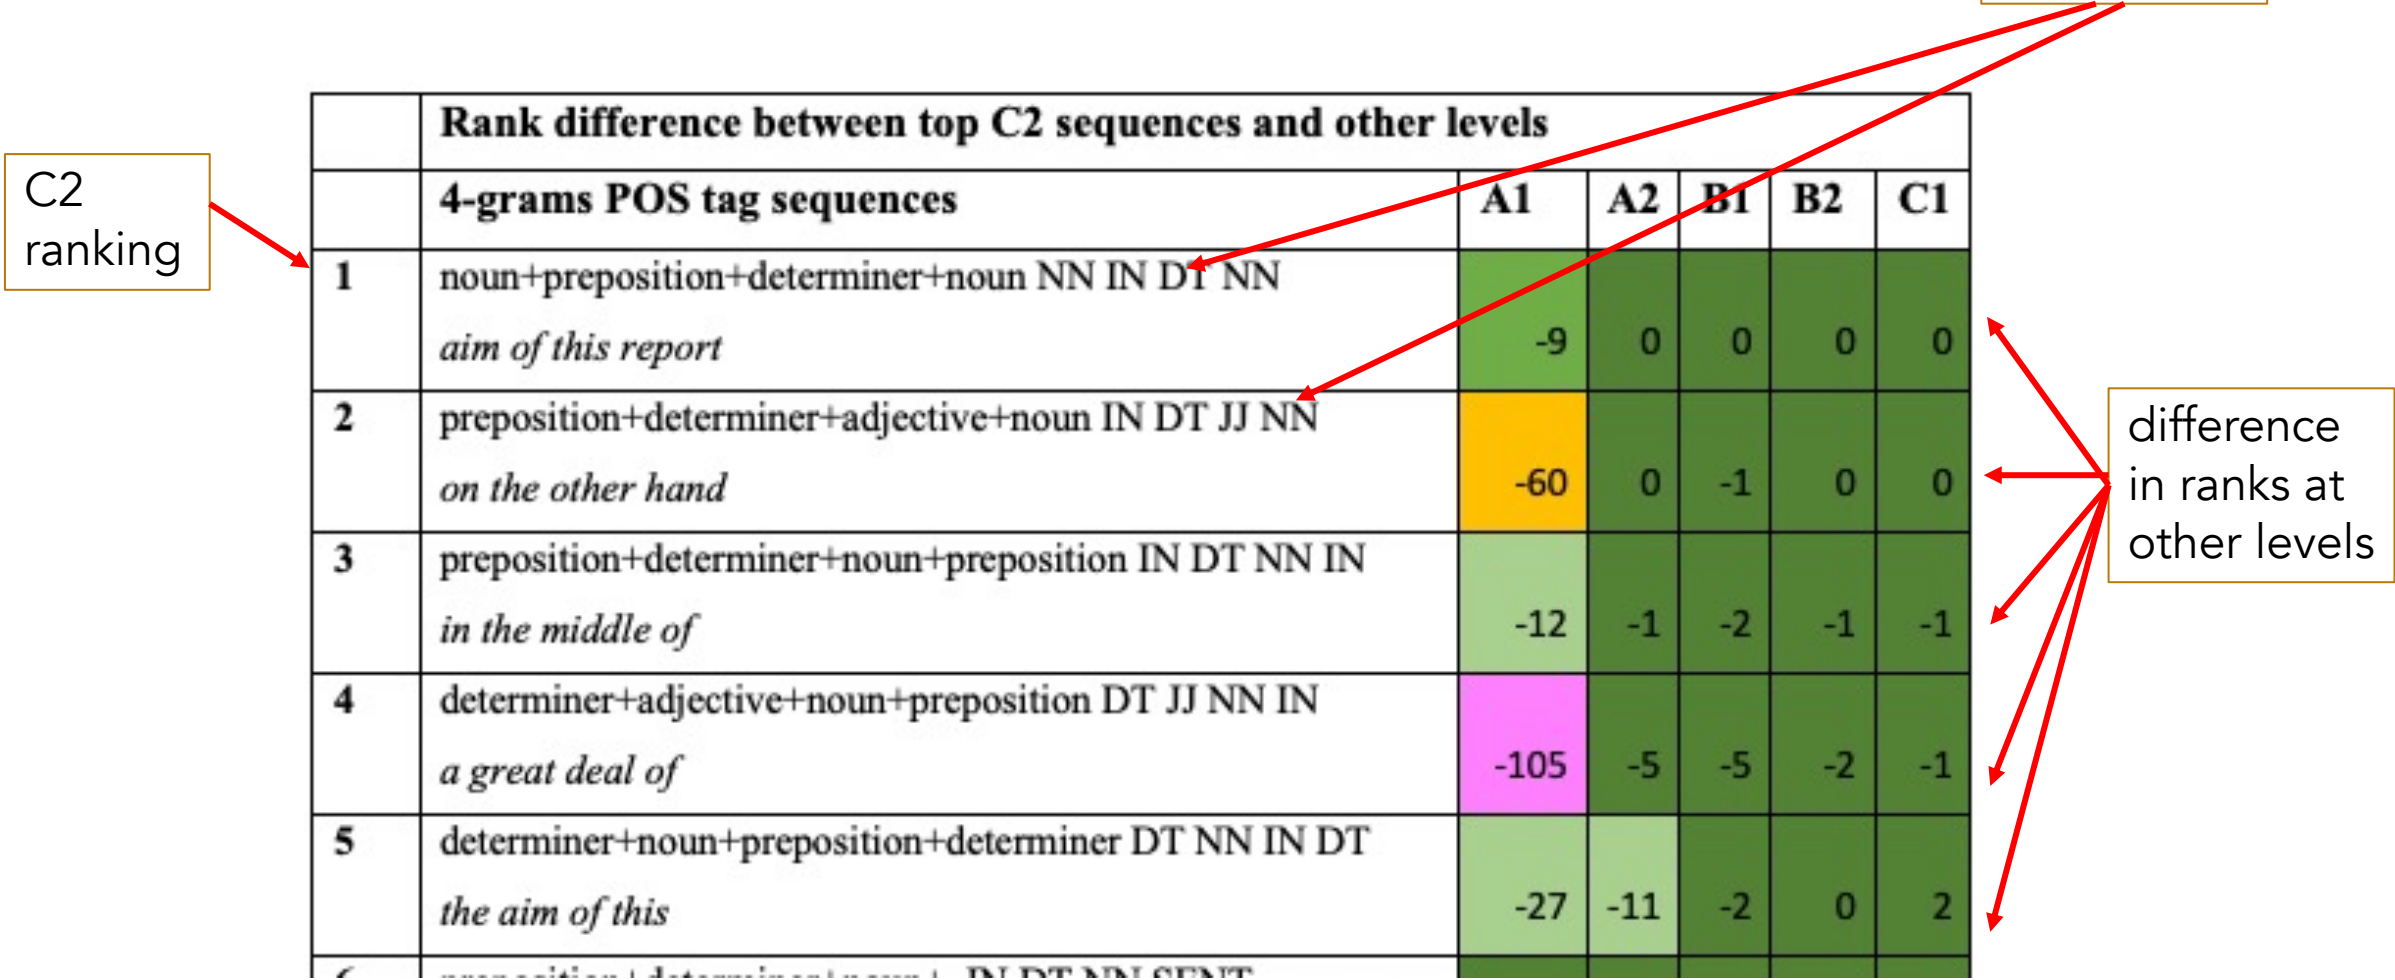 Rank difference between top C2 sequences and other levels
4-grams POS tag sequences A1 A2 B1 B2 C1
C2
ranking
1 noun+preposition+determiner+noun NN IN DT NN
aim of this report -9 0 0 0 0
2 preposition+determiner+adjective+noun IN DT JJ NN
on the other hand -60 0 -1 0 0
3 preposition+determiner+noun+preposition IN DT NN IN
in the middle of -12 -1 -2 -1 -1
4 determiner+adjective+noun+preposition DT JJ NN IN
a great deal of -105 -5 -5 -2 -1
5 determiner+noun+preposition+determiner DT NN IN DT
the aim of this -27 -11 -2 0 2
difference
in ranks at
other levels
IN DT NN SENT